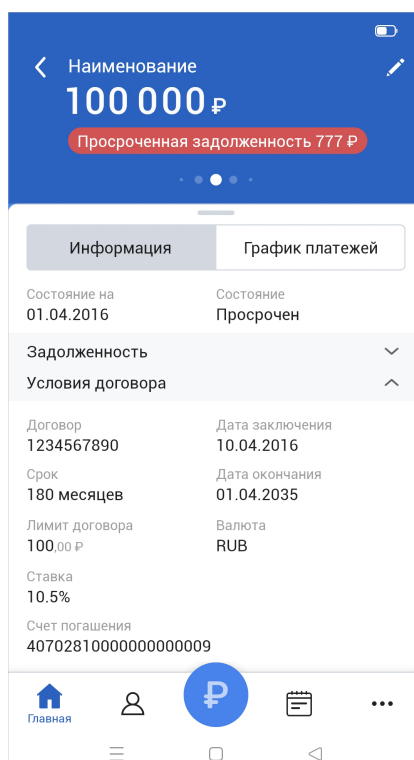 Наименование
100 000 ₽
Просроченная задолженность 777 ₽
Информация График платежей
Состояние на Состояние
01.04.2016 Просрочен
Задолженность
Условия договора
Договор Дата заключения
1234567890 10.04.2016
Срок Дата окончания
180 месяцев 01.04.2035
Лимит договора Валюта
100,00 ₽ RUB
Ставка
10.5%
Счет погашения
40702810000000000009
₽
Главная